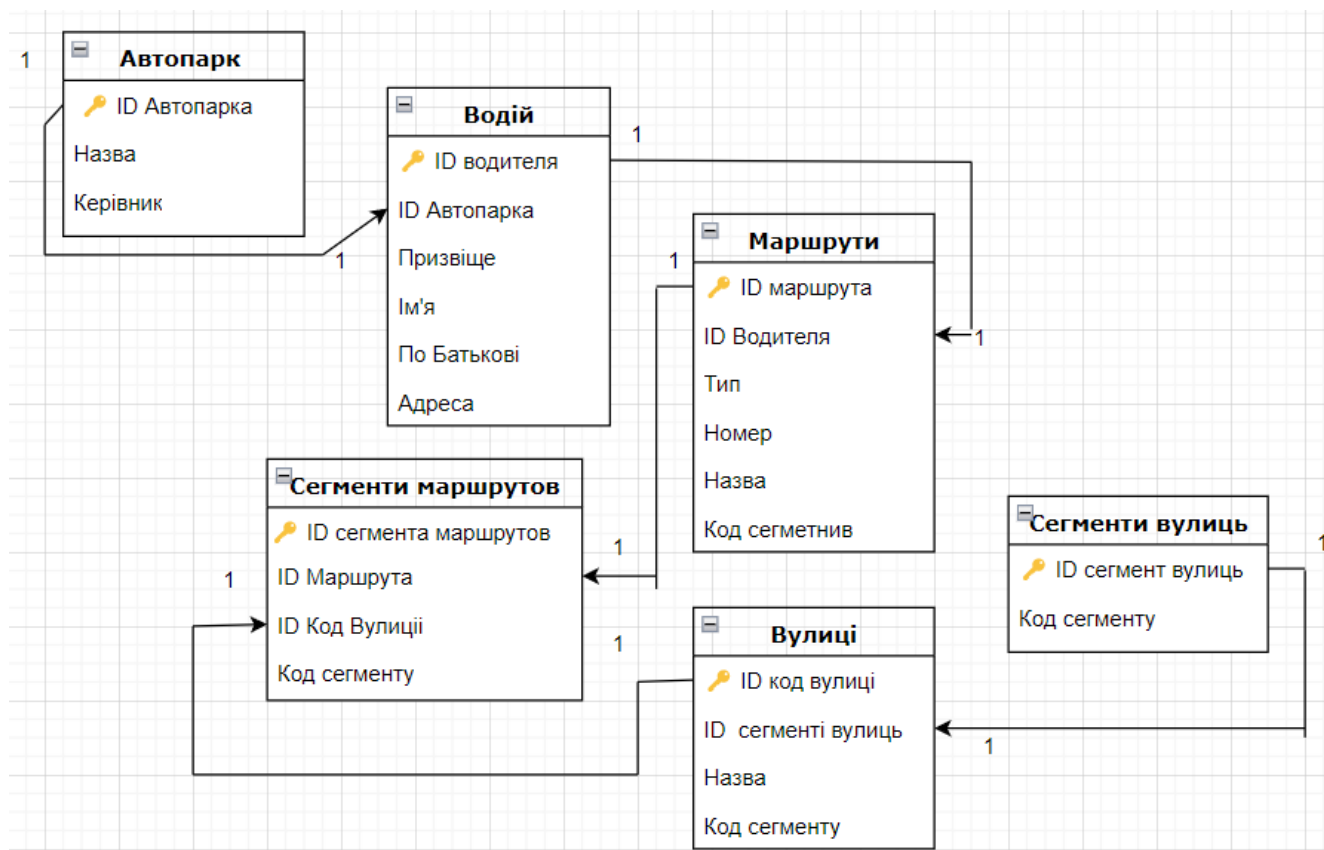 1
Автопарк
ID Автопарка
Назва
Керівник
1
Водій
ID водителя
ID Автопарка
Призвіще
Ім'я
По Батькові
Адреса
1
1
Маршрути
ID маршрута
ID Водителя
Тип
Номер
Назва
Код сегметнив
1
1
Сегменти маршрутов
ID сегмента маршрутов
ID Маршрута
ID Код Вулиціі
Код сегменту
1
1
1
Вулиці
ID код вулиці
ID сегменті вулиць
Назва
Код сегменту
1
Сегменти вулиць
ID сегмент вулиць
Код сегменту
1